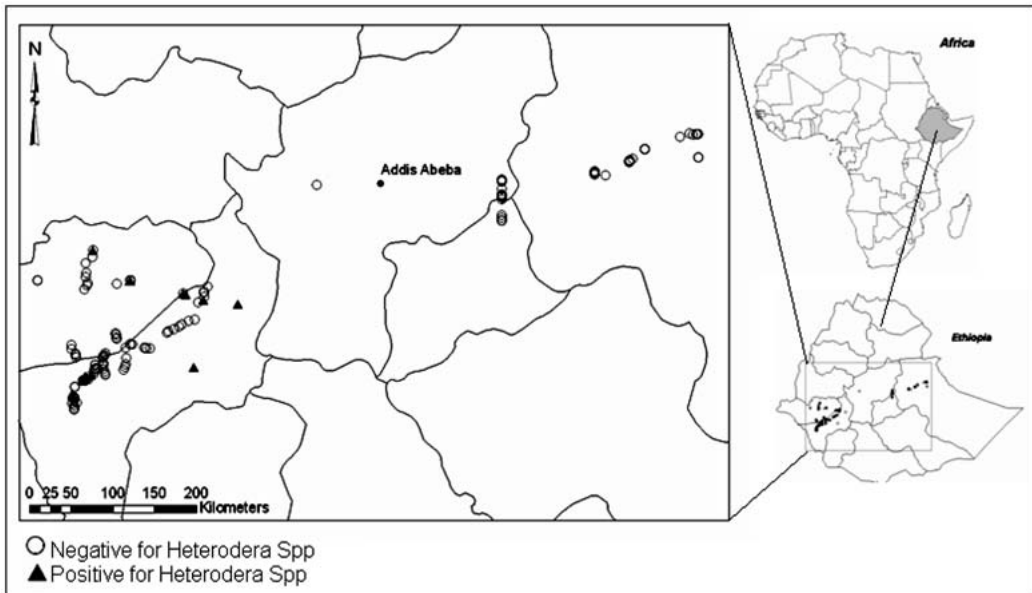 N
Addis Abeba
0 25 50 100 150 200
Kilometers
Negative for Heterodera Spp
Positive for Heterodera Spp
Africa
Ethiopia